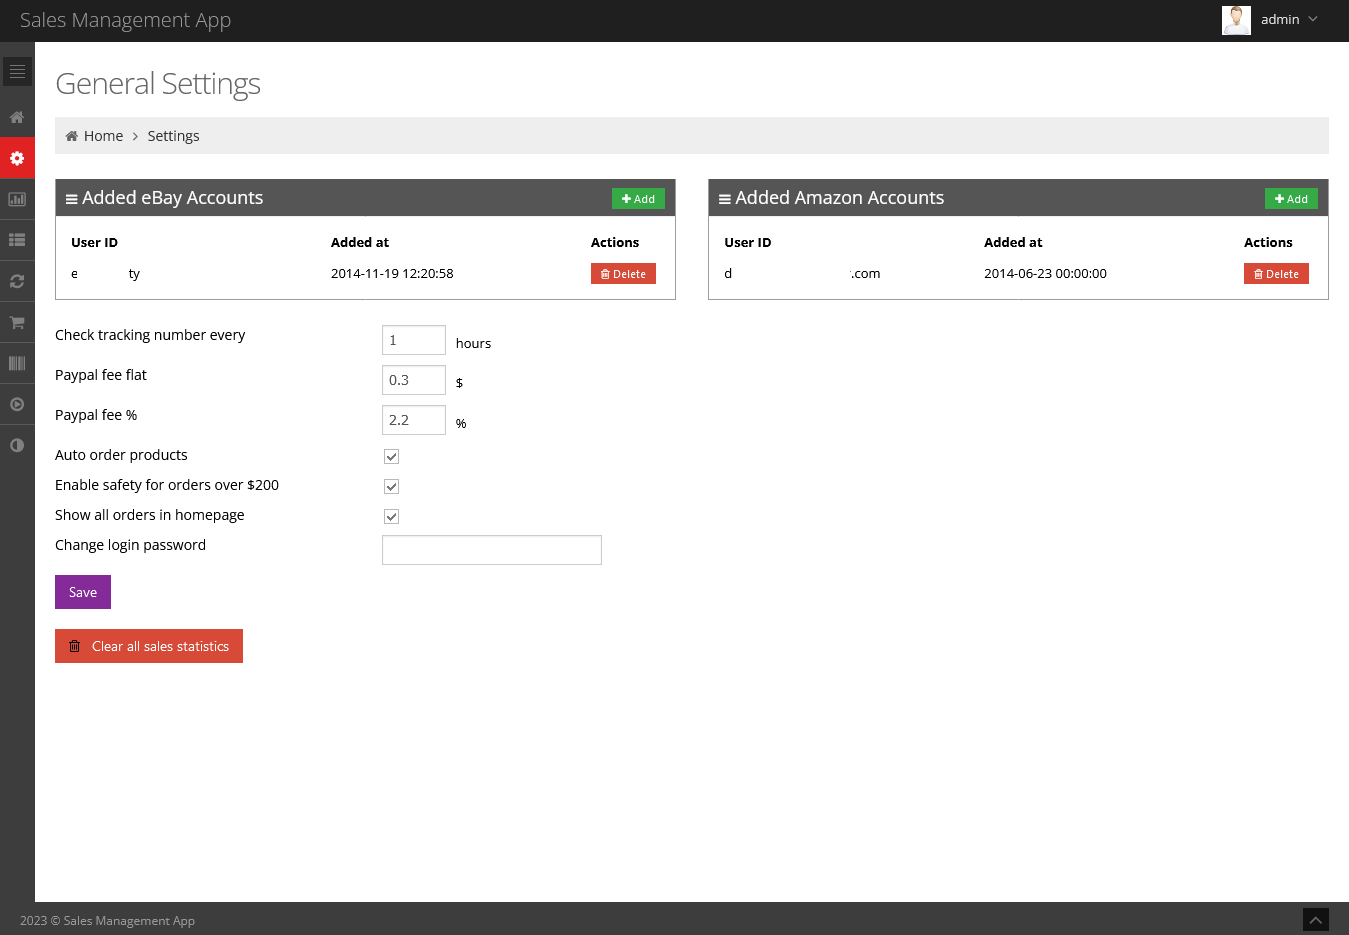 Sales Management App
admin
General Settings
Home Settings
Added eBay Accounts
Add
User ID Added at Actions
2014-11-19 12:20:58 Delete
Added Amazon Accounts
Add
User ID Added at Actions
.com 2014-06-23 00:00:00 Delete
Check tracking number every 1 hours
Paypal fee flat 0.3 $
Paypal fee % 2.2 %
Auto order products
Enable safety for orders over $200
Show all orders in homepage
Change login password
Save
Clear all sales statistics
2023 © Sales Management App